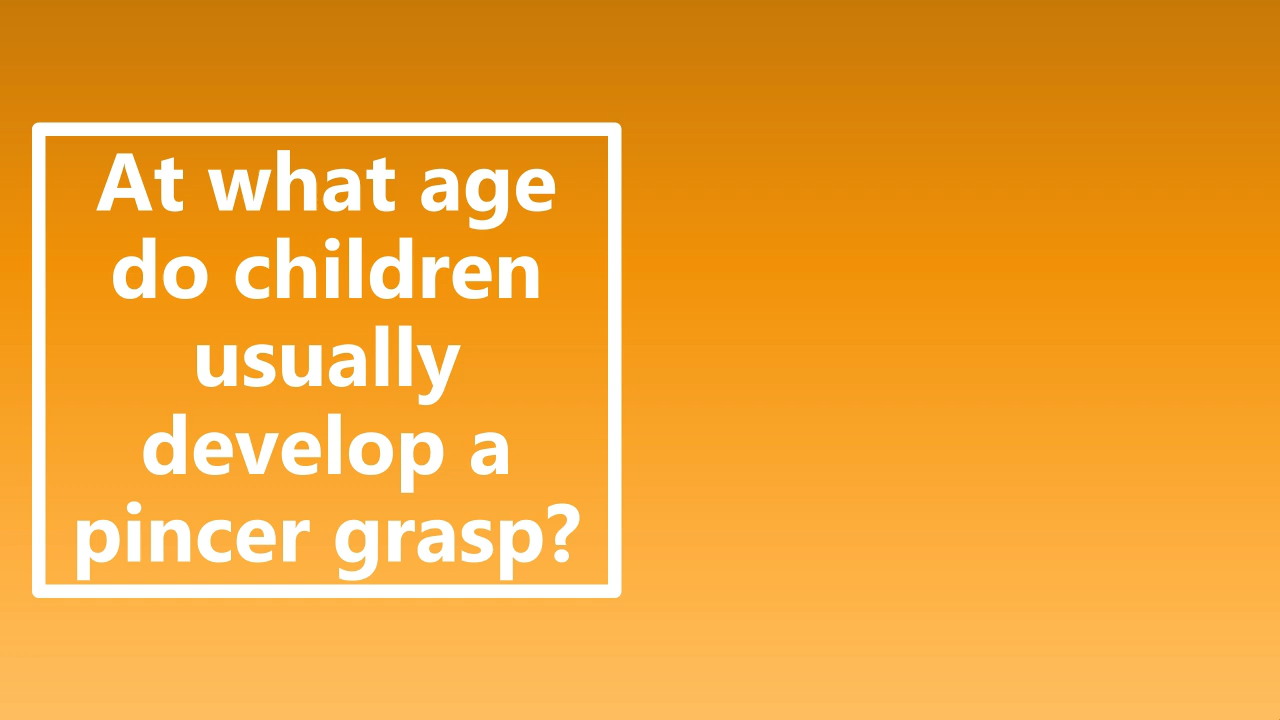 At what age
do children
usually
develop a
pincer grasp?